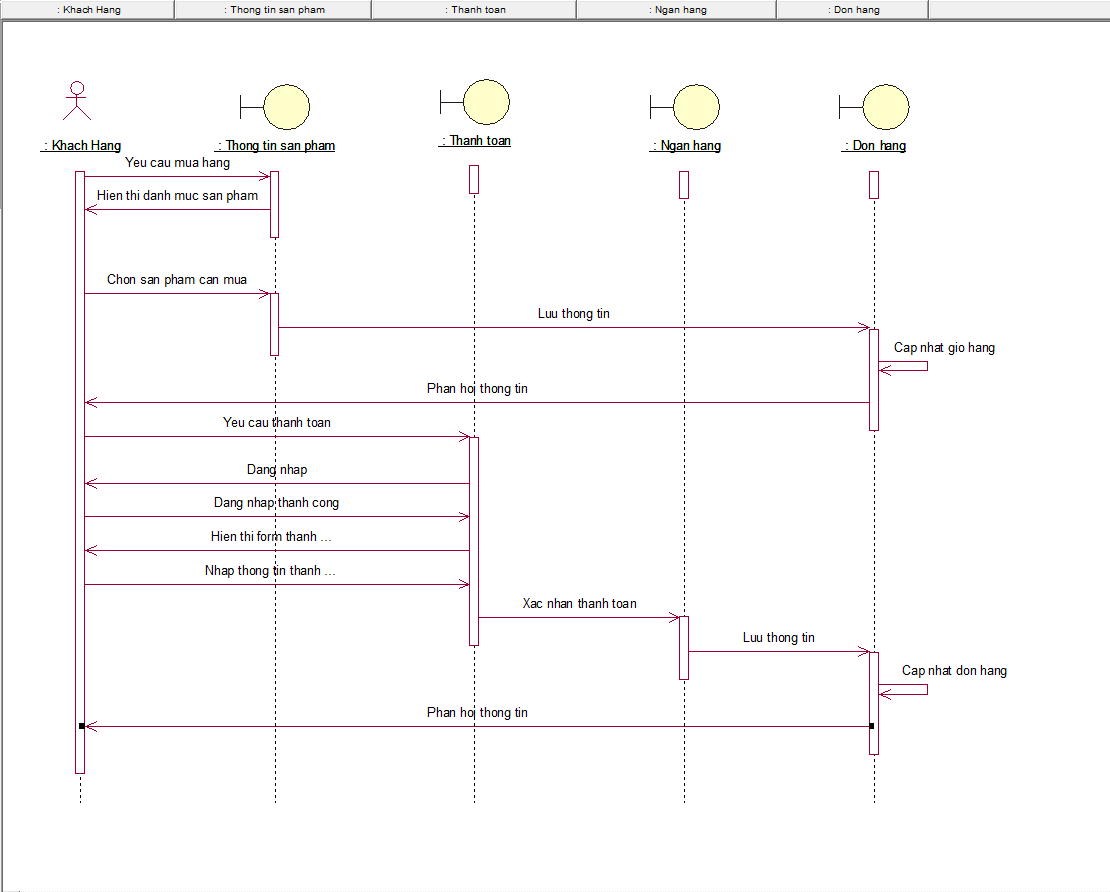 : Khach Hang
: Thong tin san pham
: Thanh toan
: Ngan hang
: Don hang
: Khach Hang
: Thong tin san pham
: Thanh toan
: Ngan hang
: Don hang
Yeu cau mua hang
Hien thi danh muc san pham
Chon san pham can mua
Luu thong tin
Cap nhat gio hang
Phan hoi thong tin
Yeu cau thanh toan
Dang nhap
Dang nhap thanh cong
Hien thi form thanh ...
Nhap thong tin thanh ...
Xac nhan thanh toan
Luu thong tin
Cap nhat don hang
Phan hoi thong tin